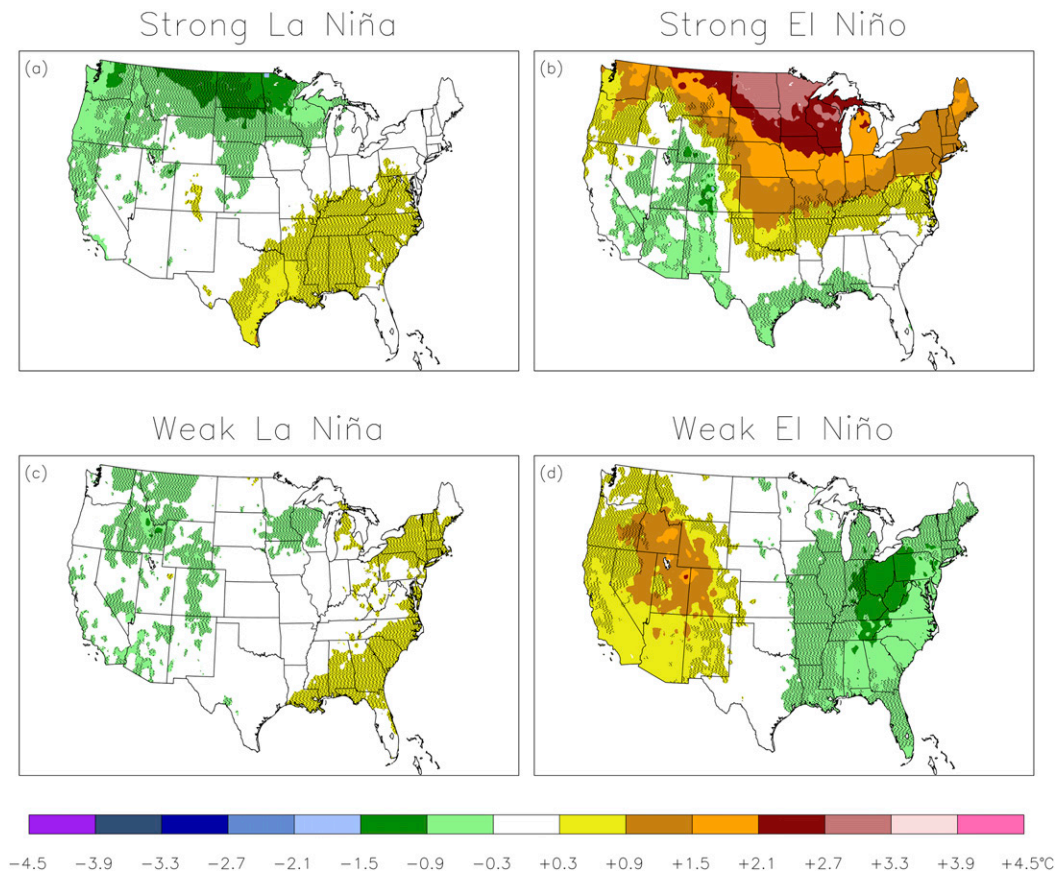 Strong La Niña
Strong El Niño
(a)
(b)
Weak La Niña
Weak El Niño
(c)
(d)
−4.5 −3.9 −3.3 −2.7 −2.1 −1.5 −0.9 −0.3 +0.3 +0.9 +1.5 +2.1 +2.7 +3.3 +3.9 +4.5°C